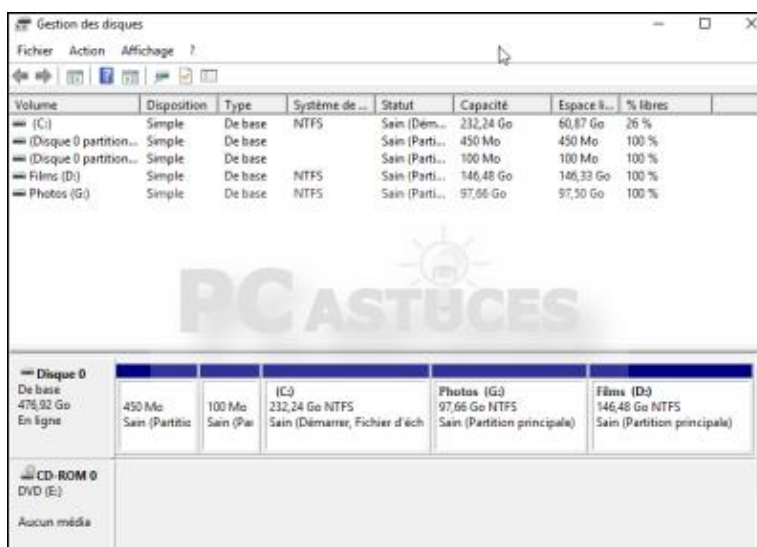 Gestion des disques
Fichier Action Affichage ?
Volume Disposition Type Système de ... Statut Capacité Espace li... % libres
(C:) Simple De base NTFS Sain (Dém... 232,24 Go 60,87 Go 26 %
(Disque 0 partition... Simple De base Sain (Parti... 450 Mo 450 Mo 100 %
(Disque 0 partition... Simple De base Sain (Parti... 100 Mo 100 Mo 100 %
Films (D:) Simple De base NTFS Sain (Parti... 146,48 Go 146,33 Go 100 %
Photos (G:) Simple De base NTFS Sain (Parti... 97,66 Go 97,50 Go 100 %
PC ASTUCES
Disque 0
De base
476,92 Go
En ligne
450 Mo
Sain (Partitio
100 Mo
Sain (Par
(C:)
232,24 Go NTFS
Sain (Démarrer, Fichier d'éch
Photos (G:)
97,66 Go NTFS
Sain (Partition principale)
Films (D:)
146,48 Go NTFS
Sain (Partition principale)
CD-ROM 0
DVD (E:)
Aucun média